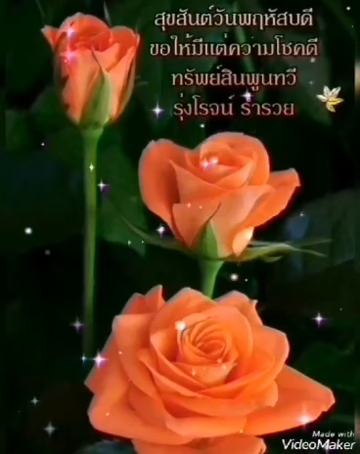 สุขสันต์วันพฤหัสบดี
ขอให้มีแต่ความโชคดี
ทรัพย์สินพูนทวี
รุ่งโรจน์ ร่ำรวย
Made with
VideoMaker